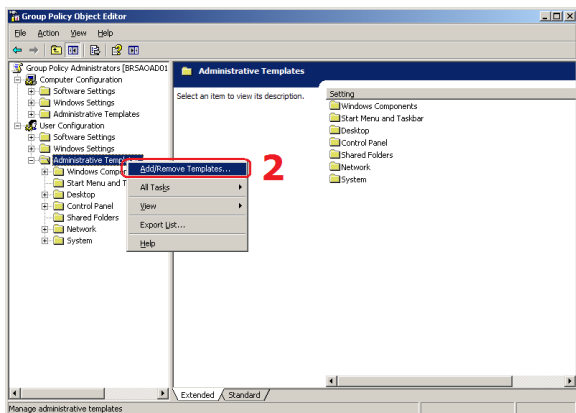 Group Policy Object Editor
File Action View Help
Group Policy Administrators [BRSAOAD01
Computer Configuration
Software Settings
Windows Settings
Administrative Templates
User Configuration
Software Settings
Windows Settings
Administrative Templates
Windows Compon
Start Menu and T
Desktop
Control Panel
Shared Folders
Network
System
Add/Remove Templates...
All Tasks
View
Export List...
Help
2
Administrative Templates
Select an item to view its description.
Setting
Windows Components
Start Menu and Taskbar
Desktop
Control Panel
Shared Folders
Network
System
Extended Standard
Manage administrative templates